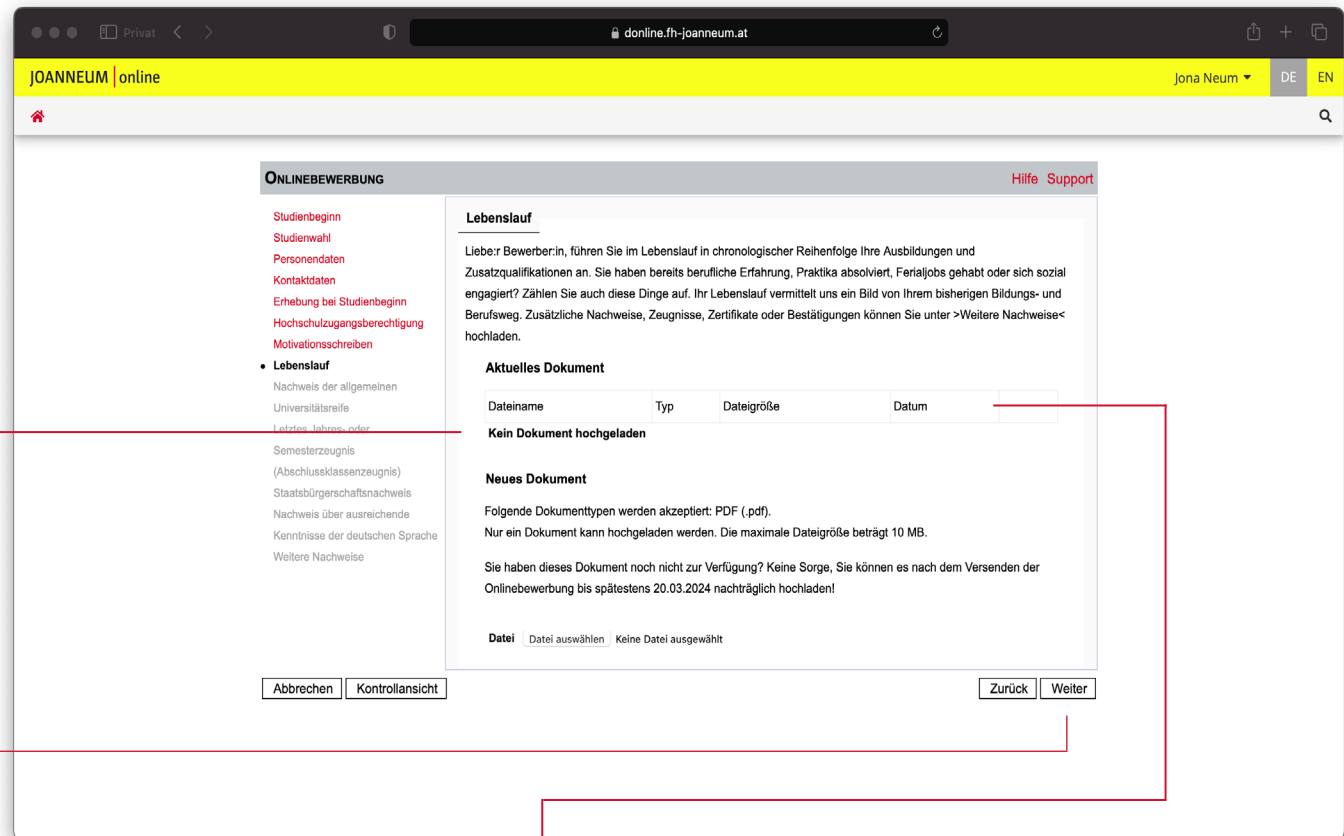 Privat
donline.fh-joanneum.at
JOANNEUM online
Jona Neum
DE
EN
ONLINEBEWERBUNG
Hilfe Support
Studienbeginn
Studienwahl
Personendaten
Kontaktdaten
Erhebung bei Studienbeginn
Hochschulzugangsberechtigung
Motivationsschreiben
Lebenslauf
Nachweis der allgemeinen
Universitätsreife
Letztes Jahres- oder
Semesterzeugnis
(Abschlussklassenzeugnis)
Staatsbürgerschaftsnachweis
Nachweis über ausreichende
Kenntnisse der deutschen Sprache
Weitere Nachweise
Lebenslauf
Liebe:r Bewerber:in, führen Sie im Lebenslauf in chronologischer Reihenfolge Ihre Ausbildungen und
Zusatzqualifikationen an. Sie haben bereits berufliche Erfahrung, Praktika absolviert, Ferialjobs gehabt oder sich sozial
engagiert? Zählen Sie auch diese Dinge auf. Ihr Lebenslauf vermittelt uns ein Bild von Ihrem bisherigen Bildungs- und
Berufsweg. Zusätzliche Nachweise, Zeugnisse, Zertifikate oder Bestätigungen können Sie unter >Weitere Nachweise<
hochladen.
Aktuelles Dokument
Dateiname Typ Dateigröße Datum
Kein Dokument hochgeladen
Neues Dokument
Folgende Dokumenttypen werden akzeptiert: PDF (.pdf).
Nur ein Dokument kann hochgeladen werden. Die maximale Dateigröße beträgt 10 MB.
Sie haben dieses Dokument noch nicht zur Verfügung? Keine Sorge, Sie können es nach dem Versenden der
Onlinebewerbung bis spätestens 20.03.2024 nachträglich hochladen!
Datei Datei auswählen Keine Datei ausgewählt
Abbrechen Kontrollansicht Zurück Weiter